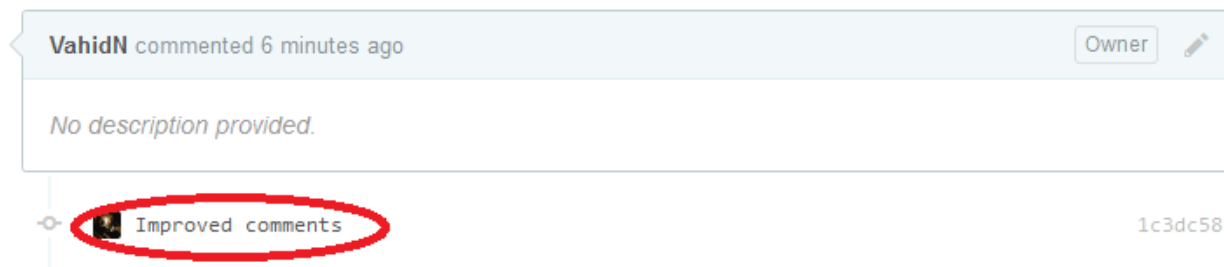 VahidN commented 6 minutes ago Owner
No description provided.
Improved comments 1c3dc58